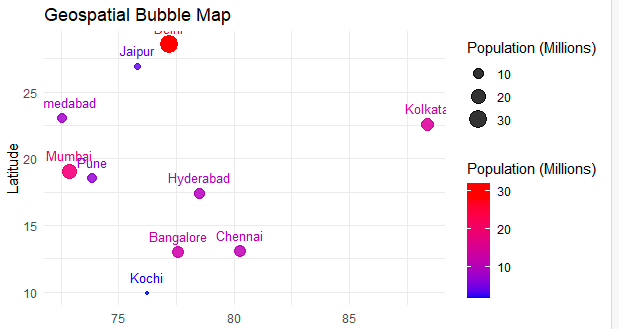 Geospatial Bubble Map
Delhi
Jaipur
medabad
Kolkata
Mumbai
Pune
Hyderabad
Bangalore
Chennai
Kochi
Latitude
25
20
15
10
75
80
85
Population (Millions)
10
20
30
Population (Millions)
30
20
10